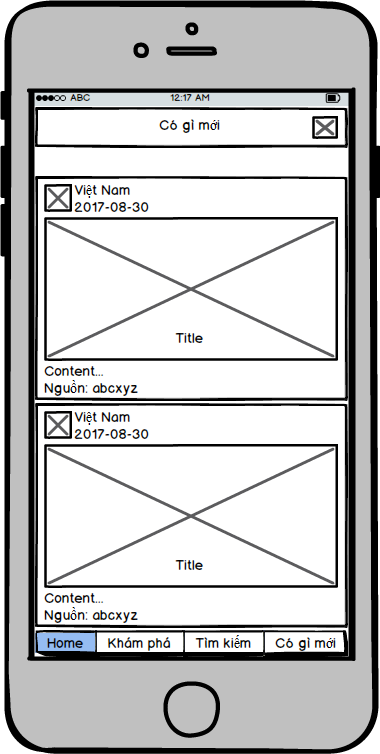 ABC 12:17 AM
Có gì mới
Việt Nam
2017-08-30
Title
Content...
Nguồn: abcxyz
Việt Nam
2017-08-30
Title
Content...
Nguồn: abcxyz
Home Khám phá Tìm kiếm Có gì mới